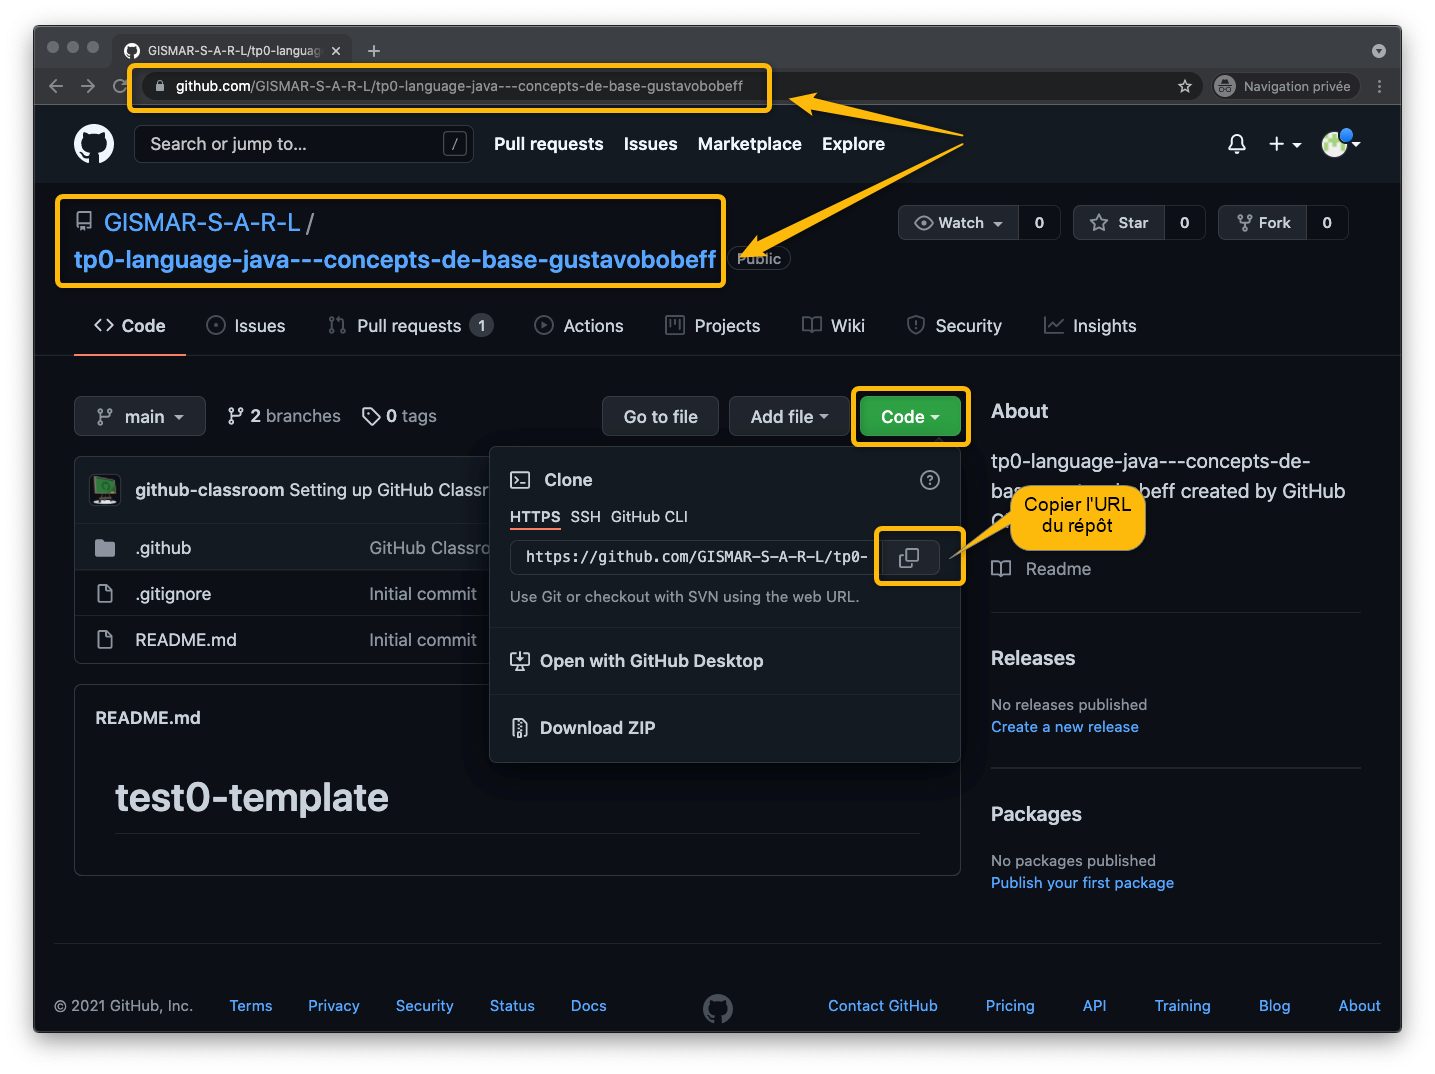 GISMAR-S-A-R-L/tp0-languag
github.com/GISMAR-S-A-R-L/tp0-language-java---concepts-de-base-gustavobobeff
Navigation privée
Search or jump to...
/
Pull requests
Issues
Marketplace
Explore
GISMAR-S-A-R-L /
tp0-language-java---concepts-de-base-gustavobobeff
Public
Watch 0
Star 0
Fork 0
Code
Issues
Pull requests 1
Actions
Projects
Wiki
Security
Insights
main
2 branches
0 tags
Go to file
Add file
Code
github-classroom Setting up GitHub Classr
.github GitHub Classro
.gitignore Initial commit
README.md Initial commit
Clone
HTTPS SSH GitHub CLI
https://github.com/GISMAR-S-A-R-L/tp0-
Use Git or checkout with SVN using the web URL.
Open with GitHub Desktop
Download ZIP
README.md
test0-template
About
tp0-language-java---concepts-de-
beff created by GitHub
Copier l'URL
du répôt
Readme
Releases
No releases published
Create a new release
Packages
No packages published
Publish your first package
© 2021 GitHub, Inc.
Terms
Privacy
Security
Status
Docs
Contact GitHub
Pricing
API
Training
Blog
About